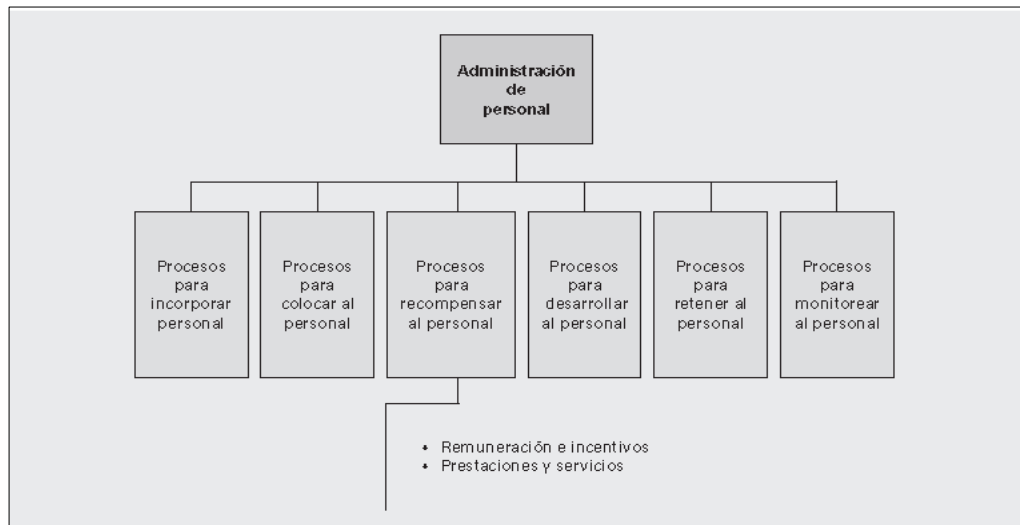 Administración
de
personal
Procesos
para
incorporar
personal
Procesos
para
colocar al
personal
Procesos
para
recompensar
al personal
Procesos
para
desarrollar
al personal
Procesos
para
retener al
personal
Procesos
para
monitorear
al personal
• Remuneración e incentivos
• Prestaciones y servicios